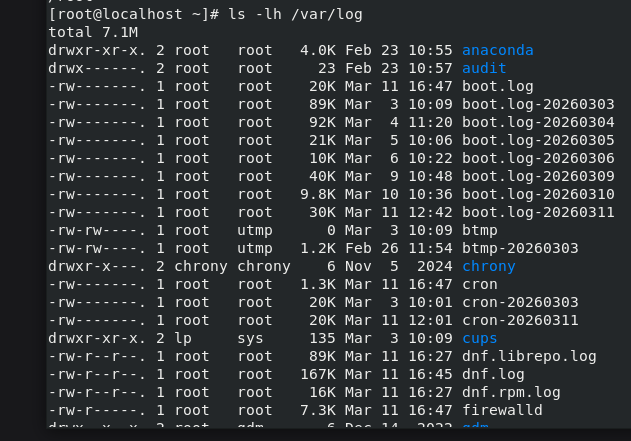 [root@localhost ~]# ls -lh /var/log
total 7.1M
drwxr-xr-x. 2 root   root   4.0K Feb 23 10:55 anaconda
drwx------. 2 root   root     23 Feb 23 10:57 audit
-rw-------. 1 root   root    20K Mar 11 16:47 boot.log
-rw-------. 1 root   root    89K Mar  3 10:09 boot.log-20260303
-rw-------. 1 root   root    92K Mar  4 11:20 boot.log-20260304
-rw-------. 1 root   root    21K Mar  5 10:06 boot.log-20260305
-rw-------. 1 root   root    10K Mar  6 10:22 boot.log-20260306
-rw-------. 1 root   root    40K Mar  9 10:48 boot.log-20260309
-rw-------. 1 root   root   9.8K Mar 10 10:36 boot.log-20260310
-rw-------. 1 root   root    30K Mar 11 12:42 boot.log-20260311
-rw-rw----. 1 root   utmp      0 Mar  3 10:09 btmp
-rw-rw----. 1 root   utmp   1.2K Feb 26 11:54 btmp-20260303
drwxr-x---. 2 chrony chrony    6 Nov  5  2024 chrony
-rw-------. 1 root   root   1.3K Mar 11 16:47 cron
-rw-------. 1 root   root    20K Mar  3 10:01 cron-20260303
-rw-------. 1 root   root    20K Mar 11 12:01 cron-20260311
drwxr-xr-x. 2 lp     sys     135 Mar  3 10:09 cups
-rw-r--r--. 1 root   root    89K Mar 11 16:27 dnf.librepo.log
-rw-r--r--. 1 root   root   167K Mar 11 16:45 dnf.log
-rw-r--r--. 1 root   root    16K Mar 11 16:27 dnf.rpm.log
-rw-r-----. 1 root   root   7.3K Mar 11 16:47 firewalld